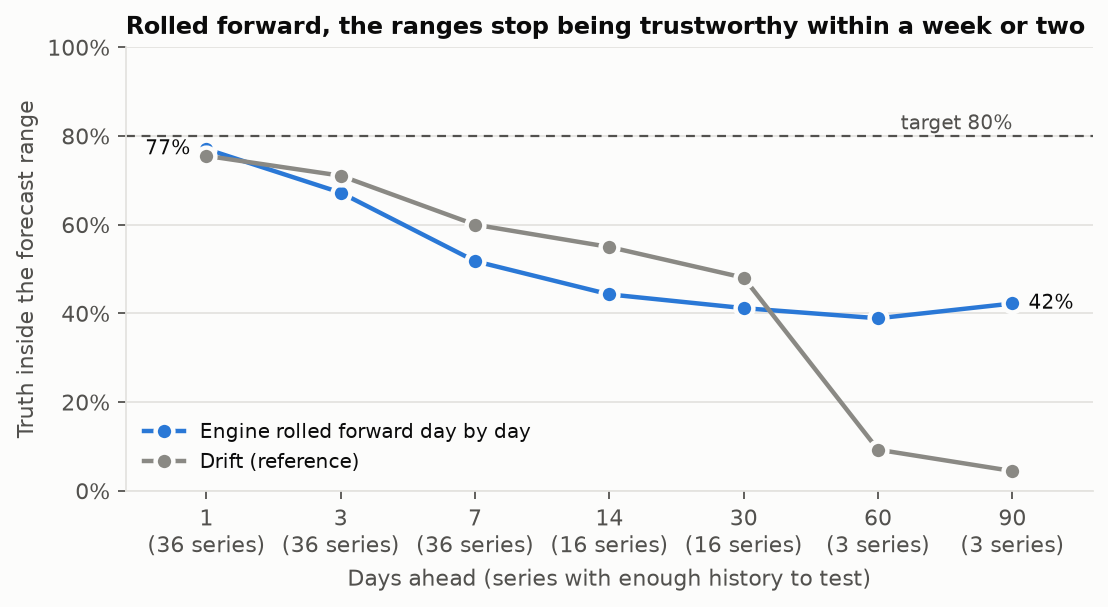 Rolled forward, the ranges stop being trustworthy within a week or two
Truth inside the forecast range
100%
80%
60%
40%
20%
0%
target 80%
77%
42%
Engine rolled forward day by day
Drift (reference)
1 3 7 14 30 60 90
(36 series) (36 series) (36 series) (16 series) (16 series) (3 series) (3 series)
Days ahead (series with enough history to test)